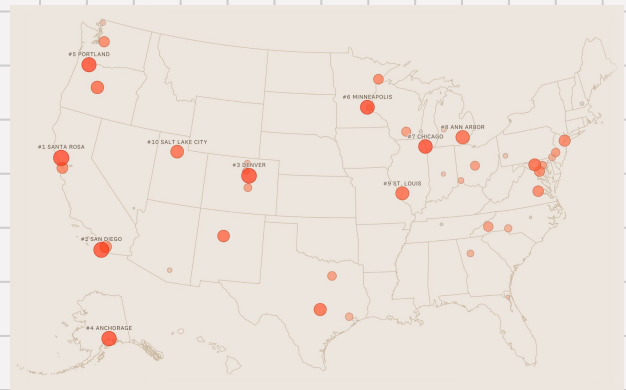 #5 PORTLAND
#6 MINNEAPOLIS
#8 ANN ARBOR
#7 CHICAGO
#10 SALT LAKE CITY
#1 SANTA ROSA
#3 DENVER
#9 ST. LOUIS
#2 SAN DIEGO
#4 ANCHORAGE